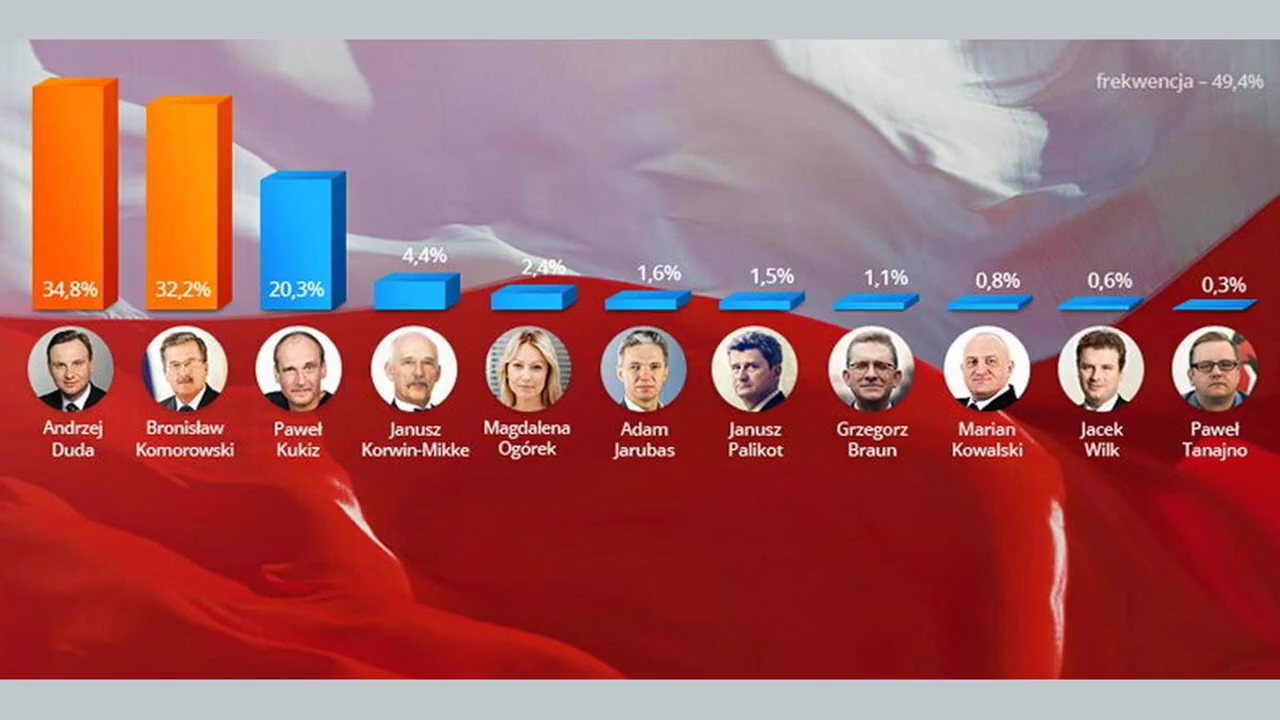 frekwencja – 49,4%
34,8%
32,2%
20,3%
4,4%
2,4%
1,6%
1,5%
1,1%
0,8%
0,6%
0,3%
Andrzej
Duda
Bronisław
Komorowski
Paweł
Kukiz
Janusz
Korwin-Mikke
Magdalena
Ogórek
Adam
Jarubas
Janusz
Palikot
Grzegorz
Braun
Marian
Kowalski
Jacek
Wilk
Paweł
Tanajno